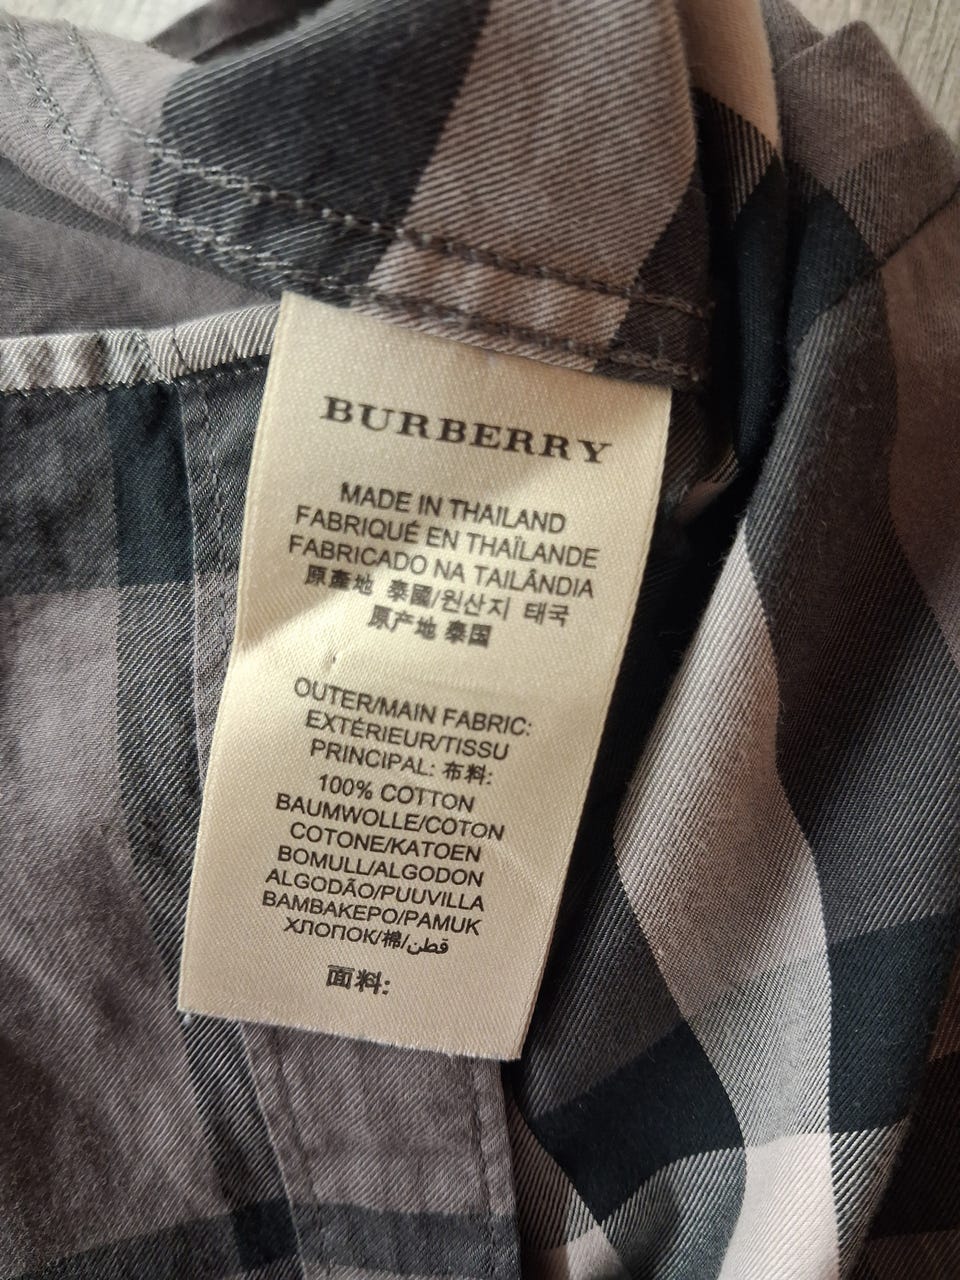 BURBERRY
MADE IN THAILAND
FABRIQUÉ EN THAÏLANDE
FABRICADO NA TAILÂNDIA
原產地 泰國/원산지 태국
原产地 泰国
OUTER/MAIN FABRIC:
EXTÉRIEUR/TISSU
PRINCIPAL: 布料:
100% COTTON
BAUMWOLLE/COTON
COTONE/KATOEN
BOMULL/ALGODON
ALGODÃO/PUUVILLA
BAMBAKEPO/PAMUK
ХЛОПОК/棉/قطن
面料: